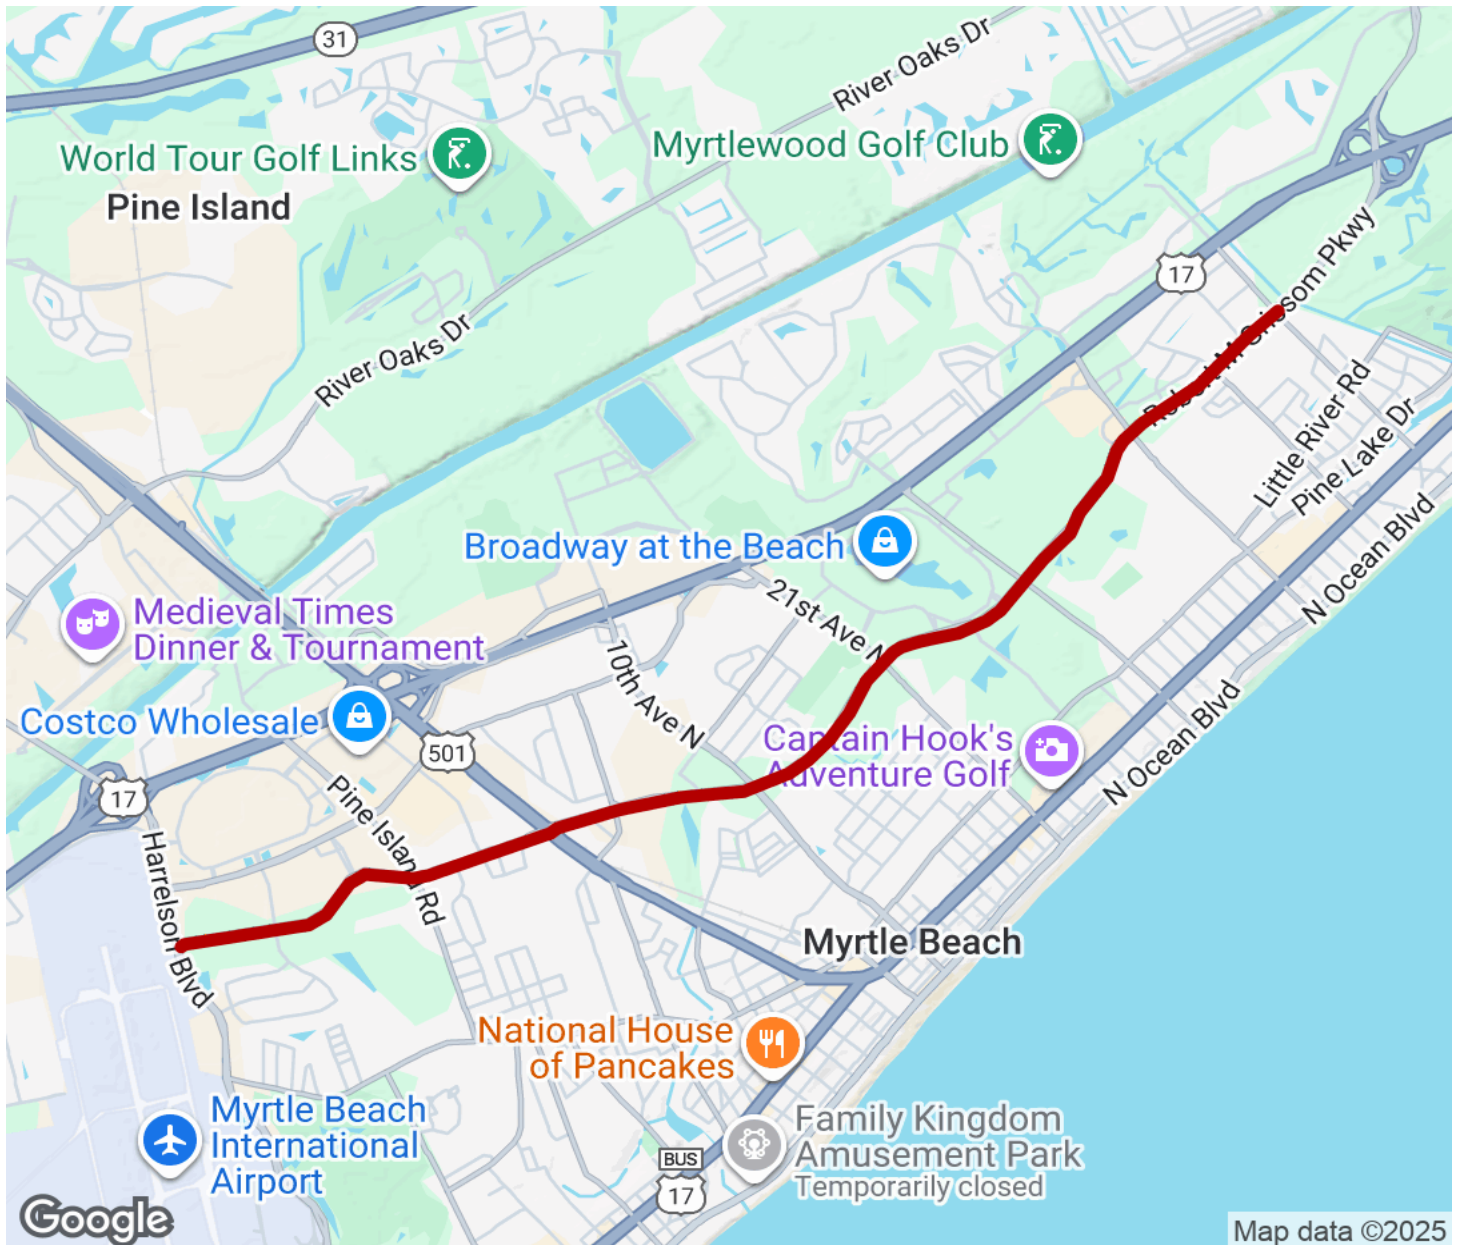 31
River Oaks Dr
World Tour Golf Links
Myrtlewood Golf Club
Pine Island
17
Robert M Grissom Pkwy
River Oaks Dr
Little River Rd
Pine Lake Dr
N Ocean Blvd
Broadway at the Beach
21st Ave N
Medieval Times
Dinner & Tournament
10th Ave N
Costco Wholesale
501
N Ocean Blvd
Captain Hook's
Adventure Golf
17
Pine Island Rd
Harrelson Blvd
Myrtle Beach
National House
of Pancakes
Myrtle Beach
International
Airport
Family Kingdom
Amusement Park
Temporarily closed
BUS
17
Google
Map data ©2025